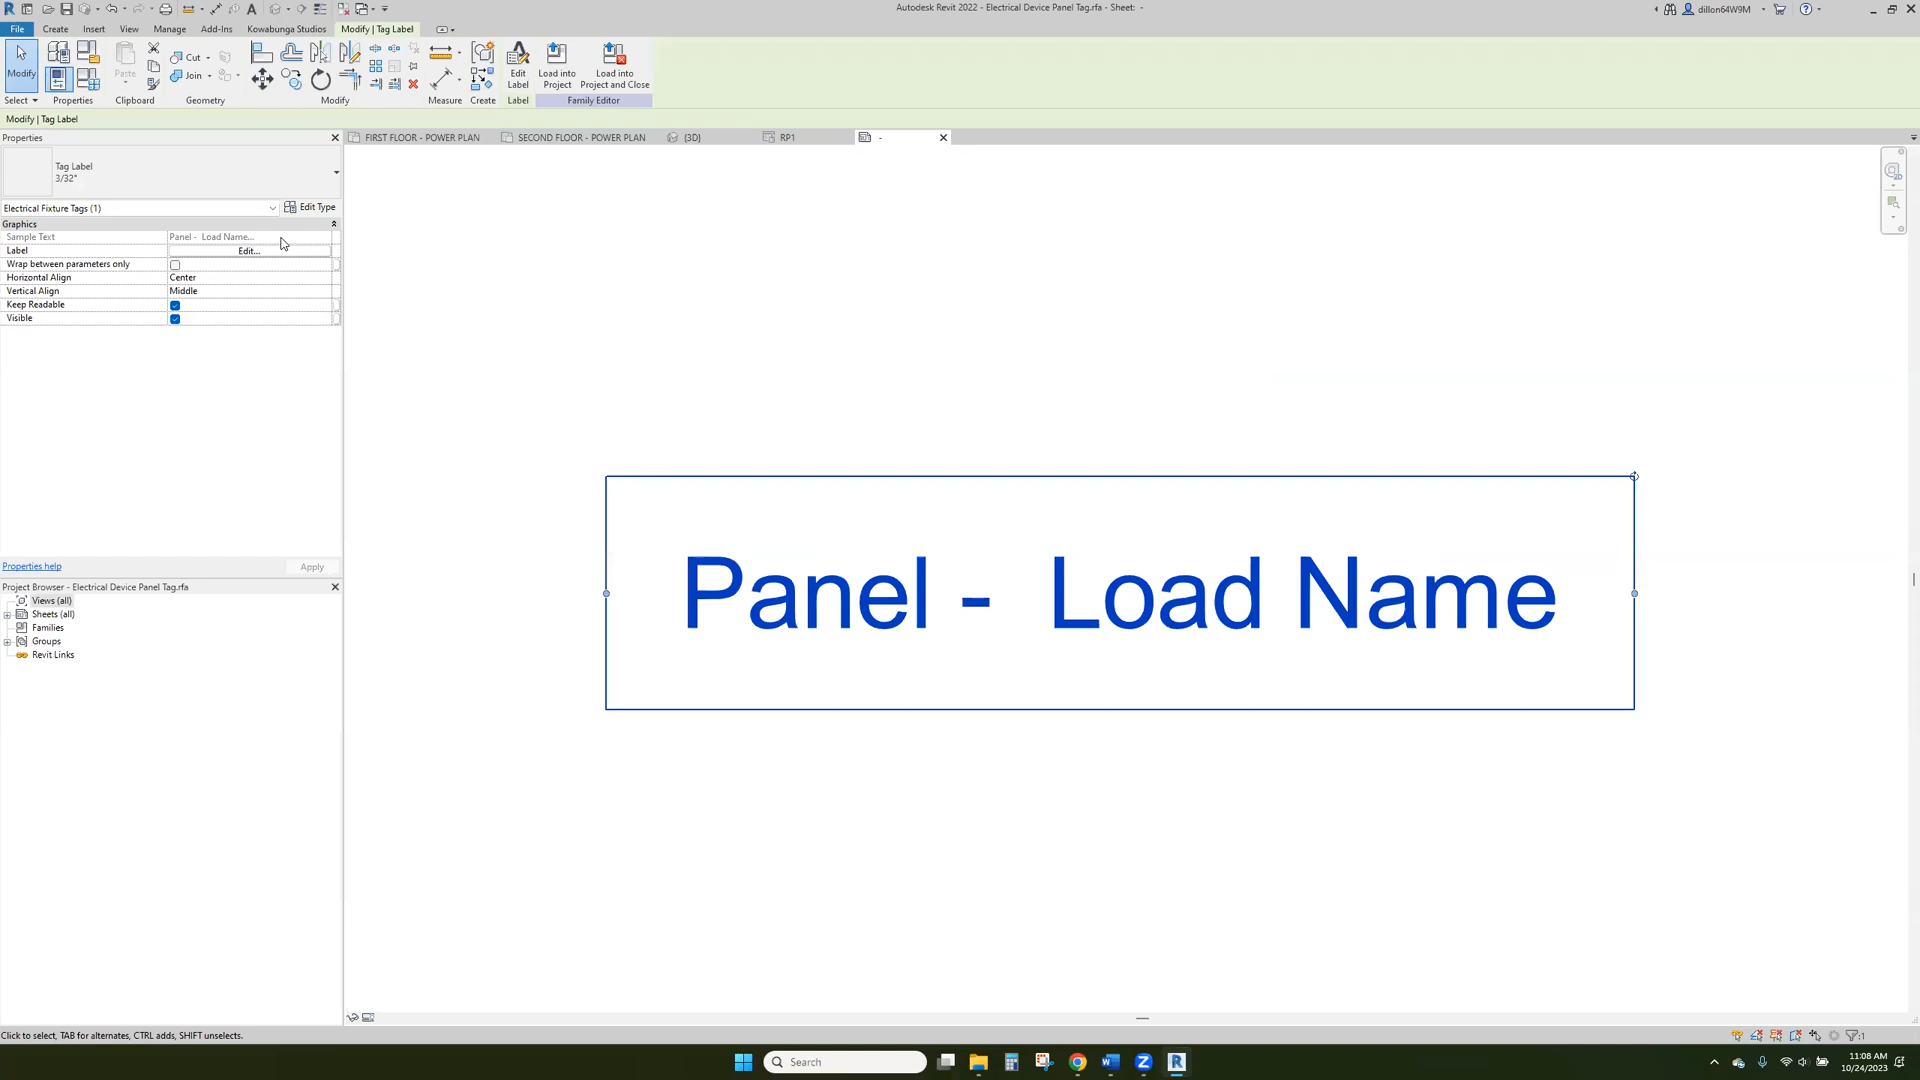 Autodesk Revit 2022 - Electrical Device Panel Tag.rfa - Sheet: -
dillon64W9M
File Create Insert View Manage Add-Ins Kowabunga Studios Modify | Tag Label
Modify
Paste
Cut
Join
Edit Label
Load into Project
Load into Project and Close
Select Properties Clipboard Geometry Modify Measure Create Label Family Editor
Modify | Tag Label
Properties
FIRST FLOOR - POWER PLAN SECOND FLOOR - POWER PLAN {3D} RP1 -
Tag Label
3/32"
Electrical Fixture Tags (1) Edit Type
Graphics
Sample Text Panel - Load Name...
Label Edit...
Wrap between parameters only
Horizontal Align Center
Vertical Align Middle
Keep Readable
Visible
Panel - Load Name
Properties help Apply
Project Browser - Electrical Device Panel Tag.rfa
Views (all)
Sheets (all)
Families
Groups
Revit Links
Click to select, TAB for alternates, CTRL adds, SHIFT unselects.
:1
Search
11:08 AM
10/24/2023